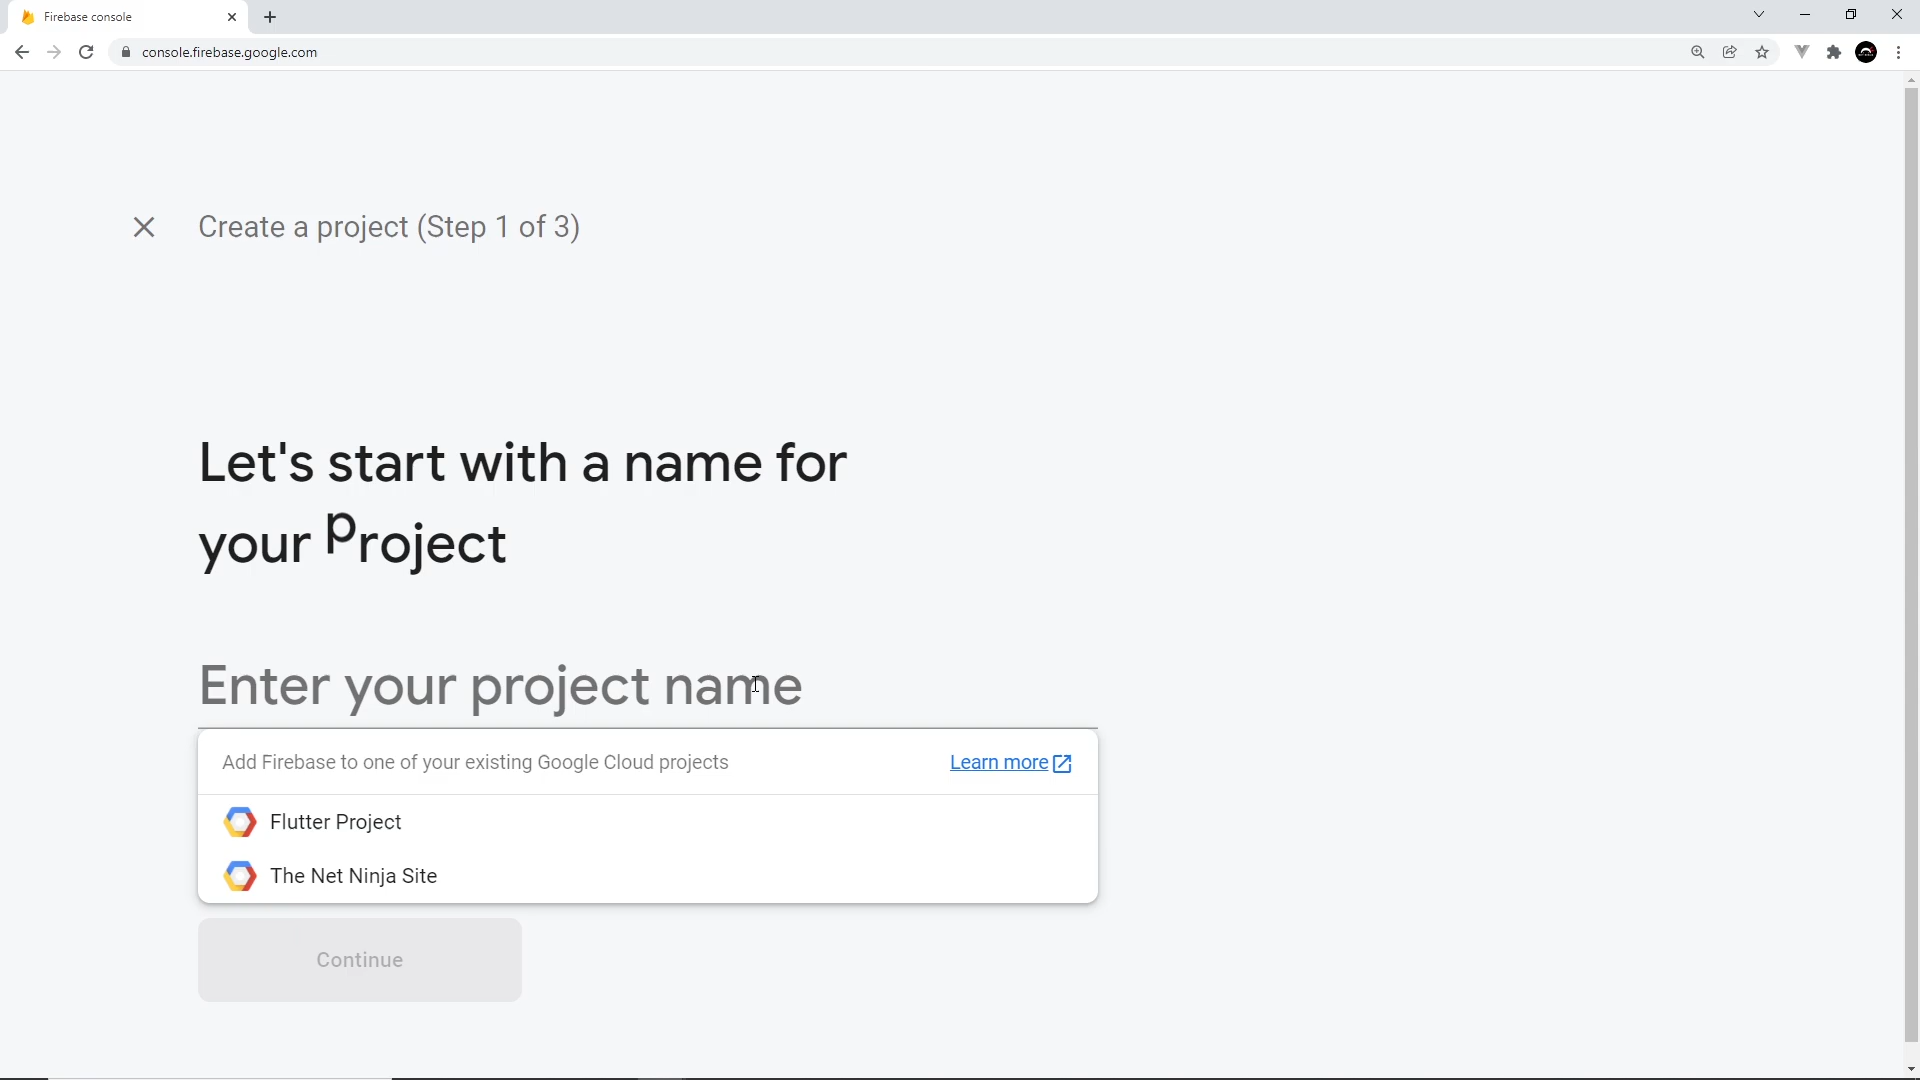 Firebase console
console.firebase.google.com
Create a project (Step 1 of 3)
Let's start with a name for
your project
Enter your project name
Add Firebase to one of your existing Google Cloud projects Learn more
Flutter Project
The Net Ninja Site
Continue